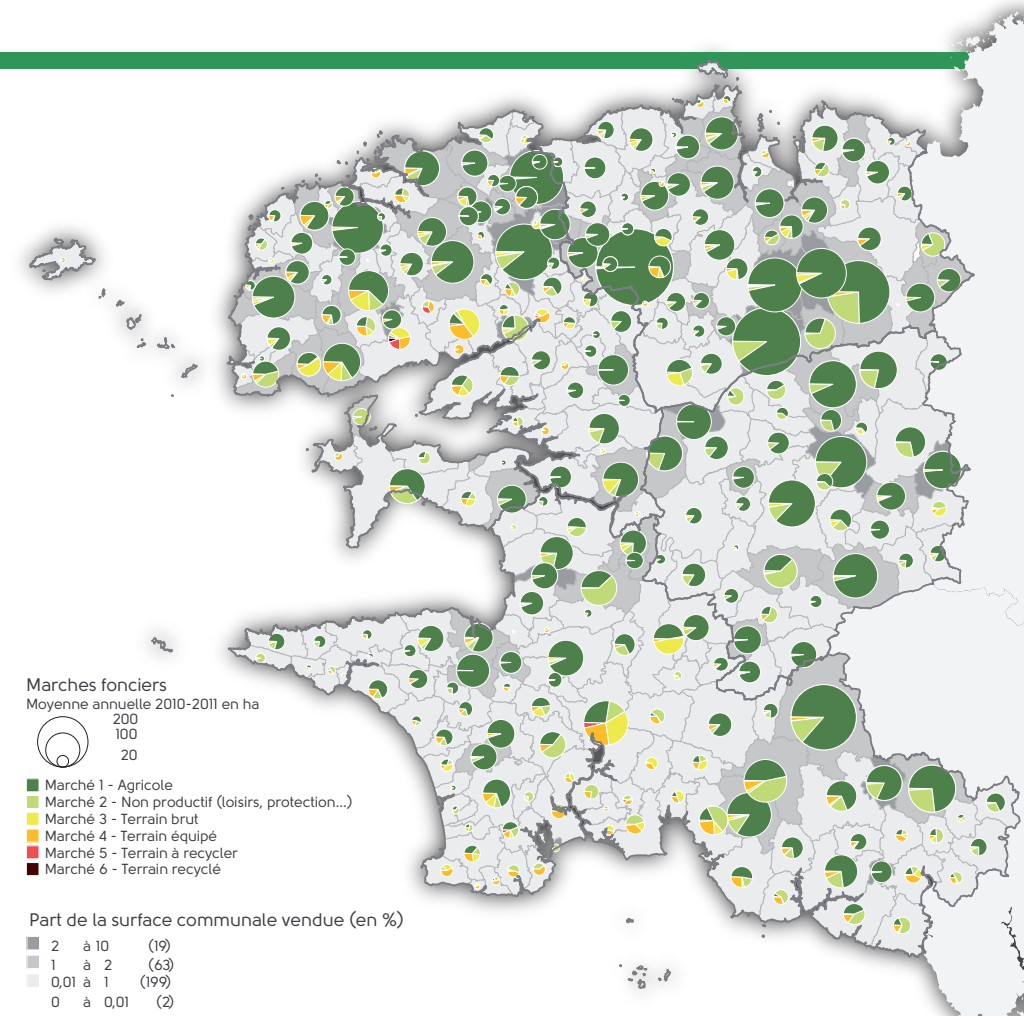 Marches fonciers
Moyenne annuelle 2010-2011 en ha
200
100
20
Marché 1 - Agricole
Marché 2 - Non productif (loisirs, protection...)
Marché 3 - Terrain brut
Marché 4 - Terrain équipé
Marché 5 - Terrain à recycler
Marché 6 - Terrain recyclé
Part de la surface communale vendue (en %)
2 à 10 (19)
1 à 2 (63)
0,01 à 1 (199)
0 à 0,01 (2)